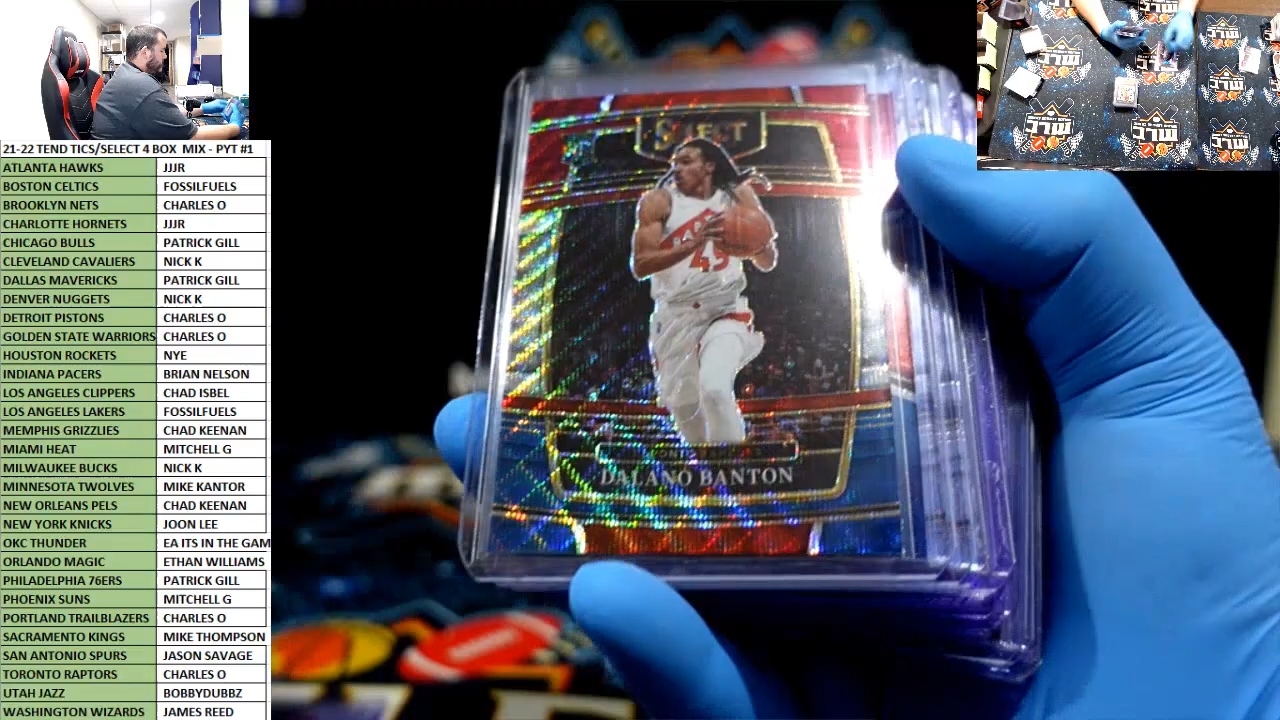 21-22 TEND TICS/SELECT 4 BOX MIX - PYT #1
ATLANTA HAWKS JJJR
BOSTON CELTICS FOSSILFUELS
BROOKLYN NETS CHARLES O
CHARLOTTE HORNETS JJJR
CHICAGO BULLS PATRICK GILL
CLEVELAND CAVALIERS NICK K
DALLAS MAVERICKS PATRICK GILL
DENVER NUGGETS NICK K
DETROIT PISTONS CHARLES O
GOLDEN STATE WARRIORS CHARLES O
HOUSTON ROCKETS NYE
INDIANA PACERS BRIAN NELSON
LOS ANGELES CLIPPERS CHAD ISBEL
LOS ANGELES LAKERS FOSSILFUELS
MEMPHIS GRIZZLIES CHAD KEENAN
MIAMI HEAT MITCHELL G
MILWAUKEE BUCKS NICK K
MINNESOTA TWOLVES MIKE KANTOR
NEW ORLEANS PELS CHAD KEENAN
NEW YORK KNICKS JOON LEE
OKC THUNDER EA ITS IN THE GAM
ORLANDO MAGIC ETHAN WILLIAMS
PHILADELPHIA 76ERS PATRICK GILL
PHOENIX SUNS MITCHELL G
PORTLAND TRAILBLAZERS CHARLES O
SACRAMENTO KINGS MIKE THOMPSON
SAN ANTONIO SPURS JASON SAVAGE
TORONTO RAPTORS CHARLES O
UTAH JAZZ BOBBYDUBBZ
WASHINGTON WIZARDS JAMES REED
SELECT
45
DALANO BANTON